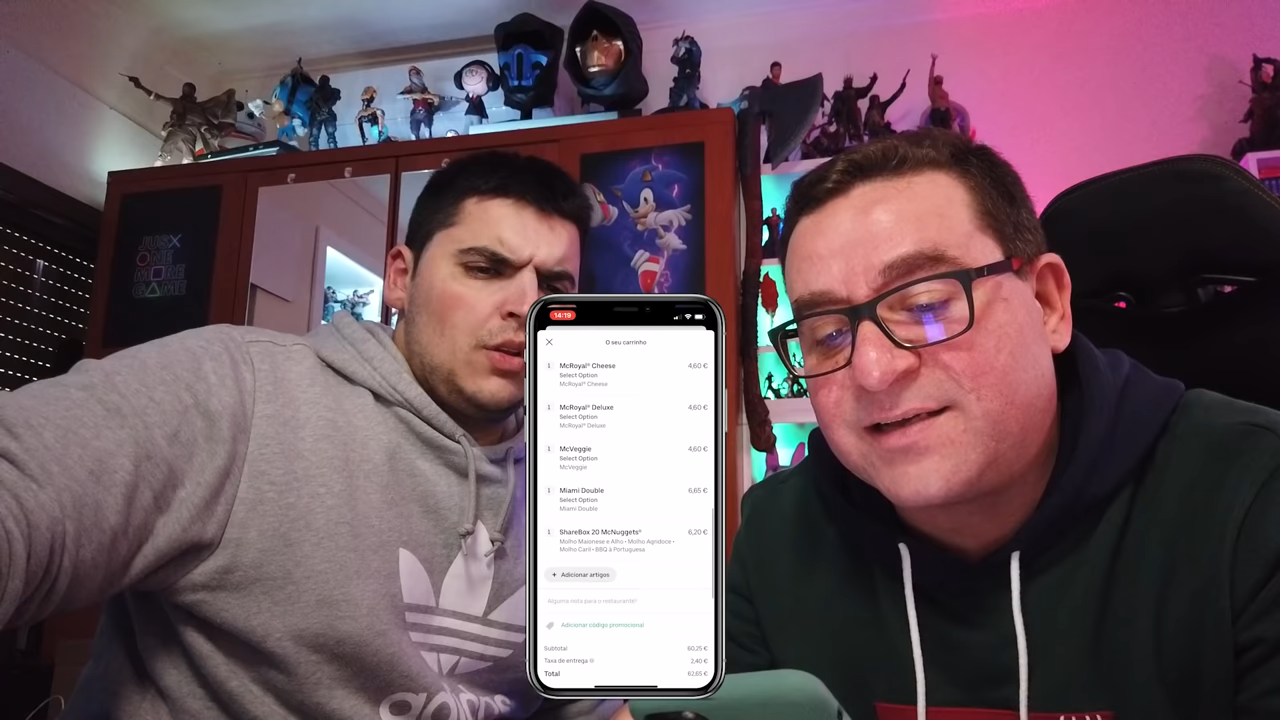 JUSX
ONE
MORE
GAME
14:19
O seu carrinho
1 McRoyal® Cheese 4,60 €
Select Option
McRoyal® Cheese
1 McRoyal® Deluxe 4,60 €
Select Option
McRoyal® Deluxe
1 McVeggie 4,60 €
Select Option
McVeggie
1 Miami Double 6,65 €
Select Option
Miami Double
1 ShareBox 20 McNuggets® 6,20 €
Molho Maionese e Alho • Molho Agridoce •
Molho Caril • BBQ à Portuguesa
+ Adicionar artigos
Alguma nota para o restaurante?
Adicionar código promocional
Subtotal 60,25 €
Taxa de entrega 2,40 €
Total 62,65 €